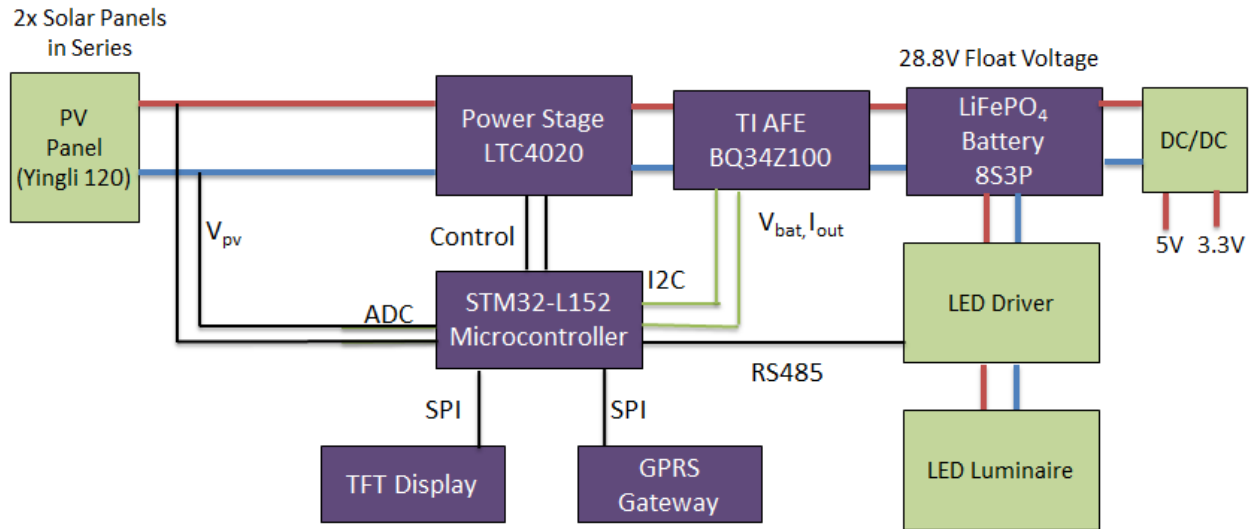 2x Solar Panels
in Series
PV
Panel
(Yingli 120)
Power Stage
LTC4020
TI AFE
BQ34Z100
28.8V Float Voltage
LiFePO₄
Battery
8S3P
DC/DC
5V
3.3V
Vpv
Control
Vbat, Iout
I2C
ADC
STM32-L152
Microcontroller
RS485
LED Driver
SPI
SPI
TFT Display
GPRS
Gateway
LED Luminaire